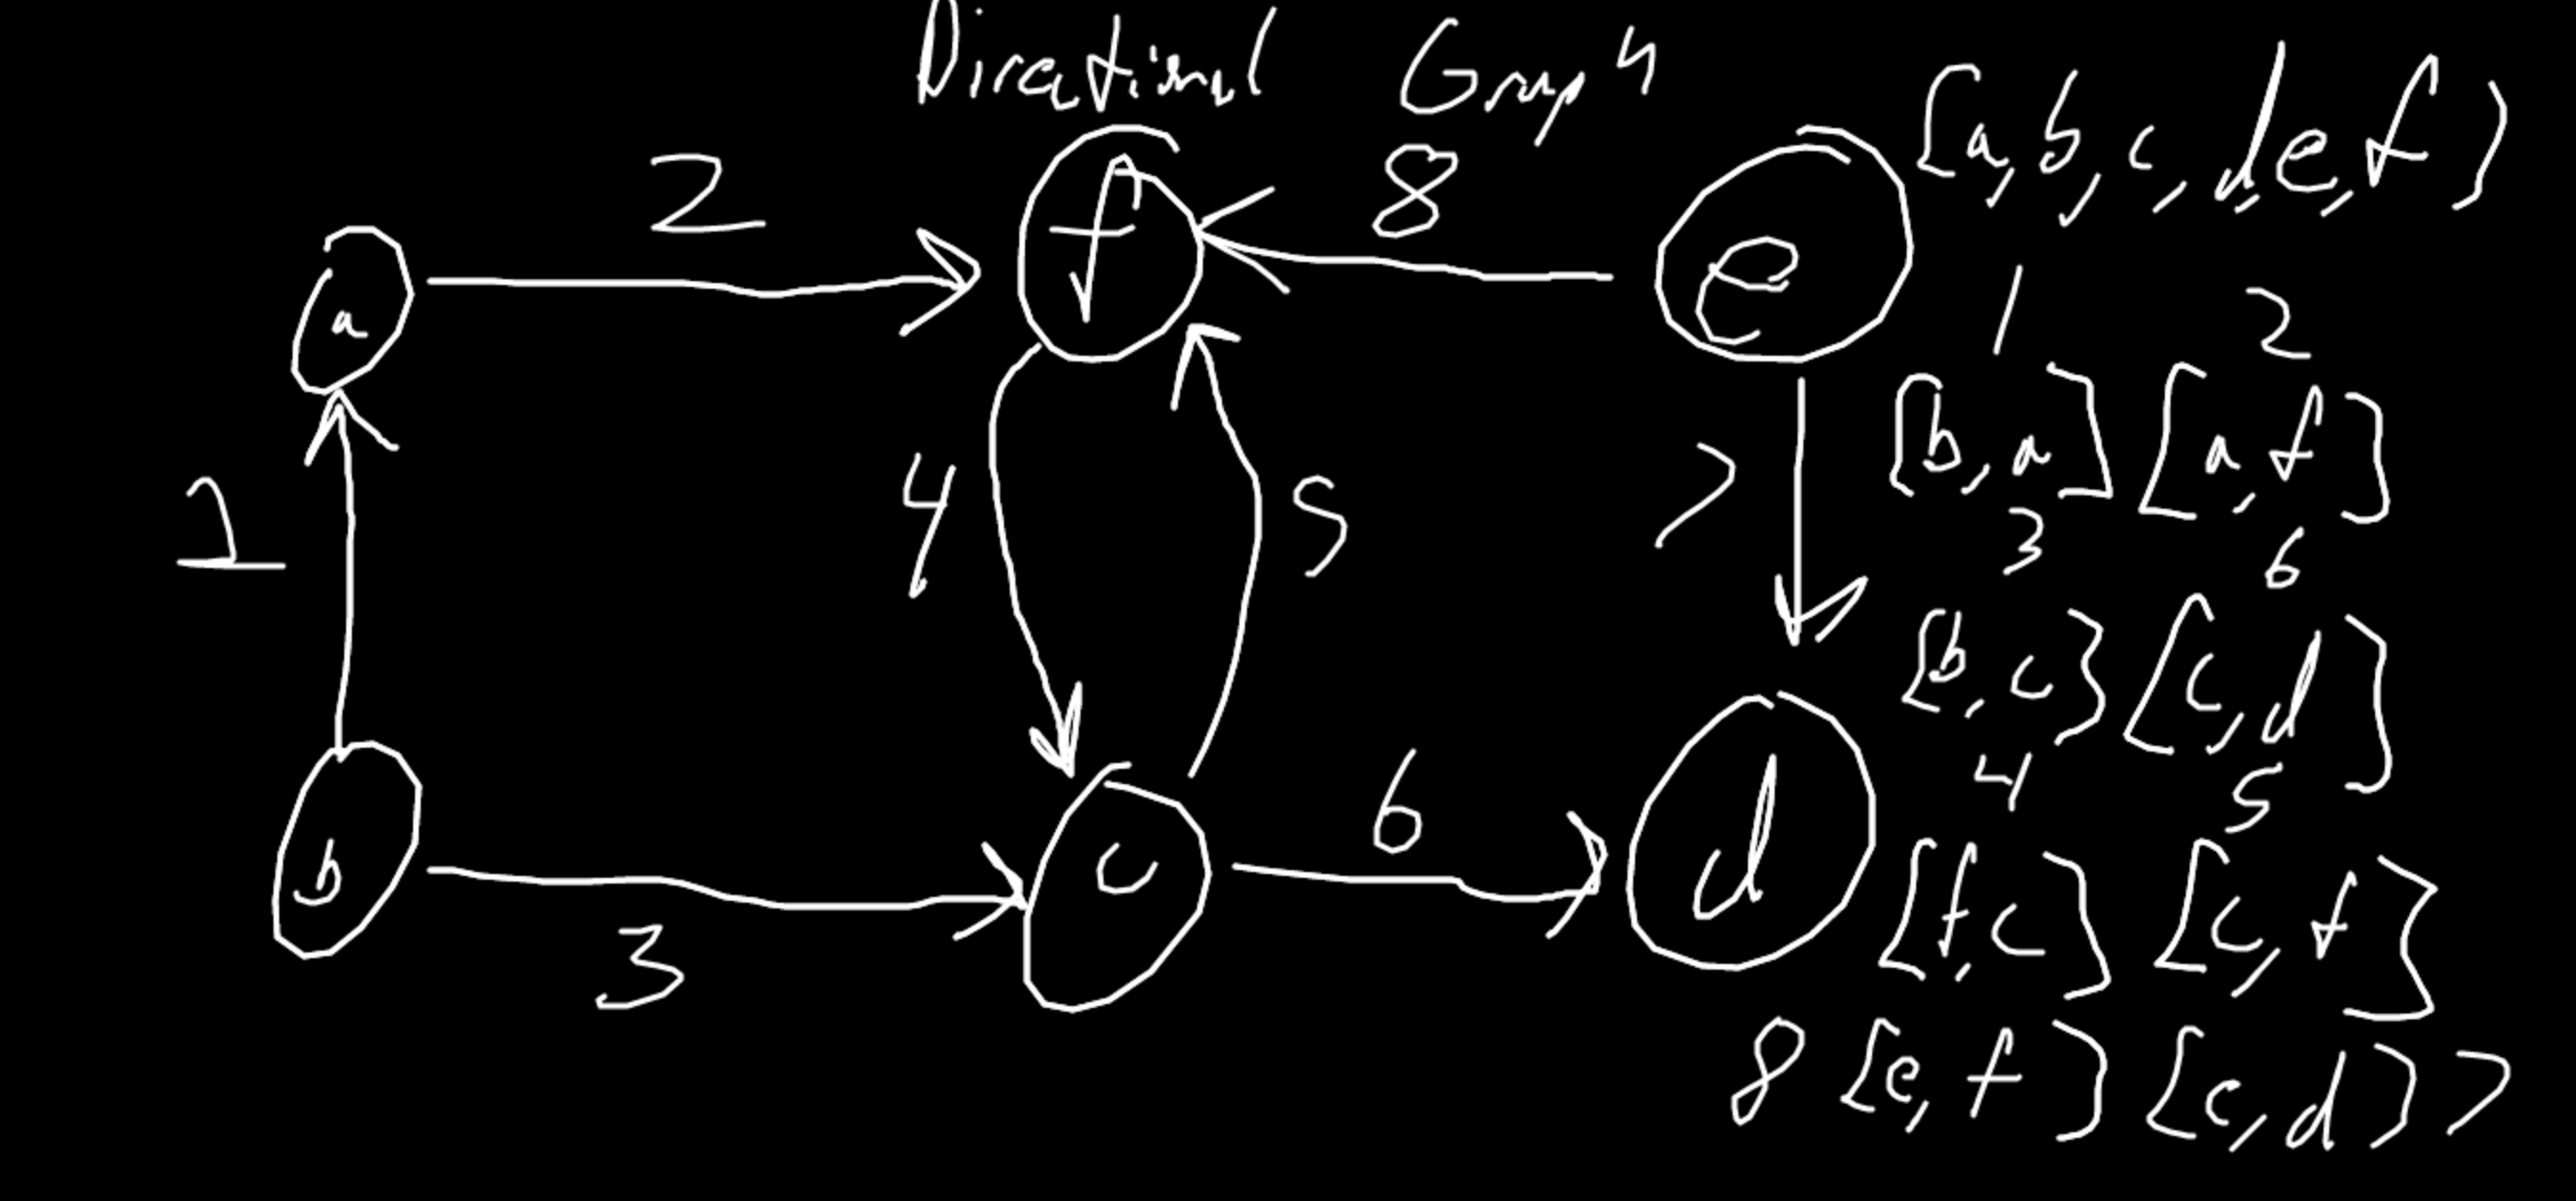 Directional Graph
[a, b, c, d, e, f]
2
8
f
e
a
1 2
[b, a] [a, f]
1
4
5
7
3 6
[b, c] [c, d]
4 5
6
b
c
d
[f, c] [c, f]
3
8 [e, f] [e, d] 7